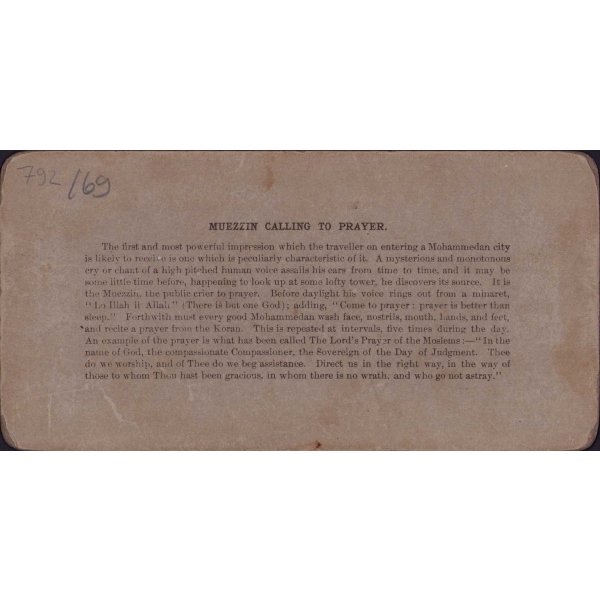 792/69
MUEZZIN CALLING TO PRAYER.
The first and most powerful impression which the traveller on entering a Mohammedan city
is likely to receive is one which is peculiarly characteristic of it. A mysterious and monotonous
cry or chant of a high pitched human voice assails his ears from time to time, and it may be
some little time before, happening to look up at some lofty tower, he discovers its source. It is
the Muezzin, the public crier to prayer. Before daylight his voice rings out from a minaret,
"La Illah il Allah" (There is but one God); adding, "Come to prayer; prayer is better than
sleep." Forthwith must every good Mohammedan wash face, nostrils, mouth, hands, and feet,
and recite a prayer from the Koran. This is repeated at intervals, five times during the day.
An example of the prayer is what has been called The Lord's Prayer of the Moslems:—"In the
name of God, the compassionate Compassioner, the Sovereign of the Day of Judgment. Thee
do we worship, and of Thee do we beg assistance. Direct us in the right way, in the way of
those to whom Thou hast been gracious, in whom there is no wrath, and who go not astray."